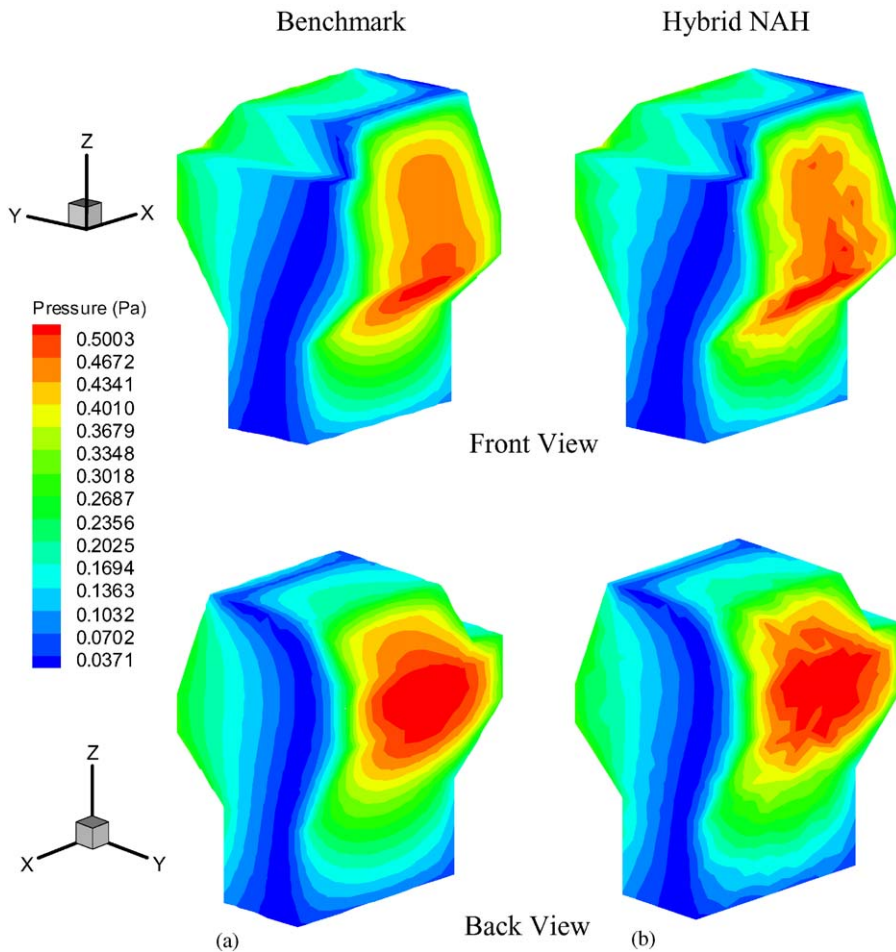 Benchmark
Hybrid NAH
Z
Y
X
Pressure (Pa)
0.5003
0.4672
0.4341
0.4010
0.3679
0.3348
0.3018
0.2687
0.2356
0.2025
0.1694
0.1363
0.1032
0.0702
0.0371
Front View
Z
X
Y
(a)
Back View
(b)